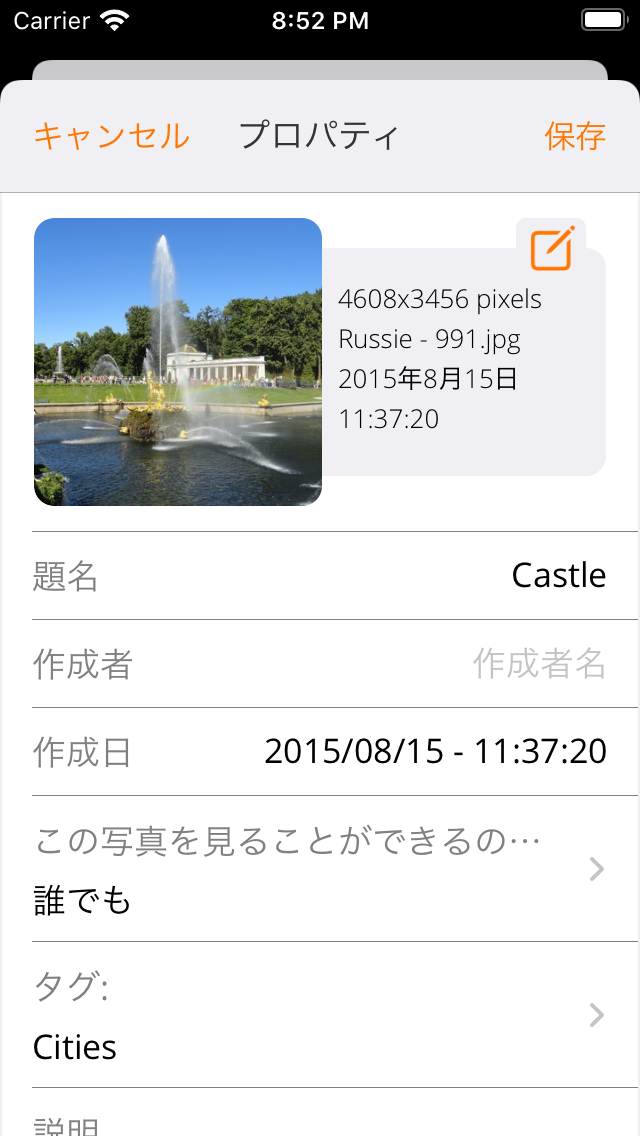 Carrier 8:52 PM
キャンセル プロパティ 保存
4608x3456 pixels
Russie - 991.jpg
2015年8月15日
11:37:20
題名 Castle
作成者 作成者名
作成日 2015/08/15 - 11:37:20
この写真を見ることができるの…
誰でも
タグ:
Cities
説明